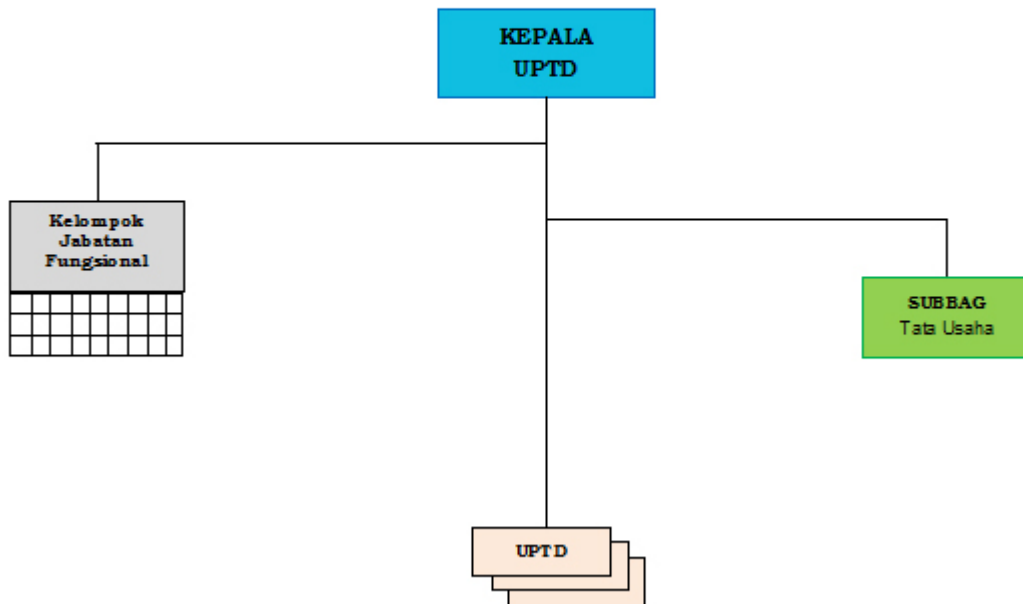 KEPALA
UPTD
Kelompok
Jabatan
Fungsional
SUBBAG
Tata Usaha
UPTD